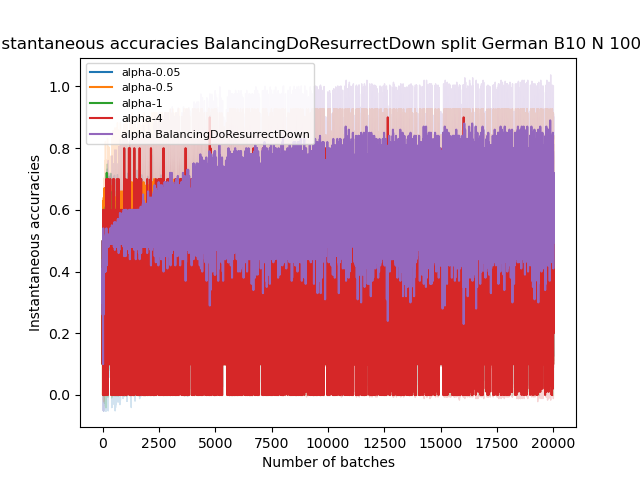 stantaneous accuracies BalancingDoResurrectDown split German B10 N 100
alpha-0.05
alpha-0.5
alpha-1
alpha-4
alpha BalancingDoResurrectDown
Instantaneous accuracies
1.0
0.8
0.6
0.4
0.2
0.0
0 2500 5000 7500 10000 12500 15000 17500 20000
Number of batches